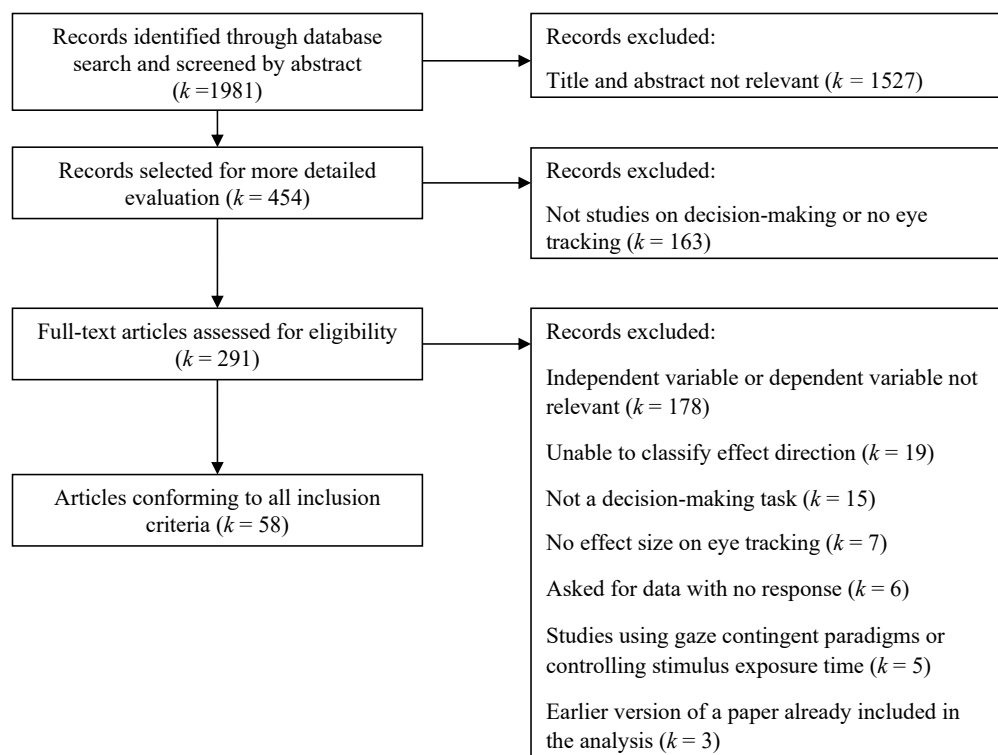 Records identified through database
search and screened by abstract
(k =1981)
Records excluded:
Title and abstract not relevant (k = 1527)
Records selected for more detailed
evaluation (k = 454)
Records excluded:
Not studies on decision-making or no eye
tracking (k = 163)
Full-text articles assessed for eligibility
(k = 291)
Records excluded:
Independent variable or dependent variable not
relevant (k = 178)
Unable to classify effect direction (k = 19)
Not a decision-making task (k = 15)
No effect size on eye tracking (k = 7)
Asked for data with no response (k = 6)
Studies using gaze contingent paradigms or
controlling stimulus exposure time (k = 5)
Earlier version of a paper already included in
the analysis (k = 3)
Articles conforming to all inclusion
criteria (k = 58)